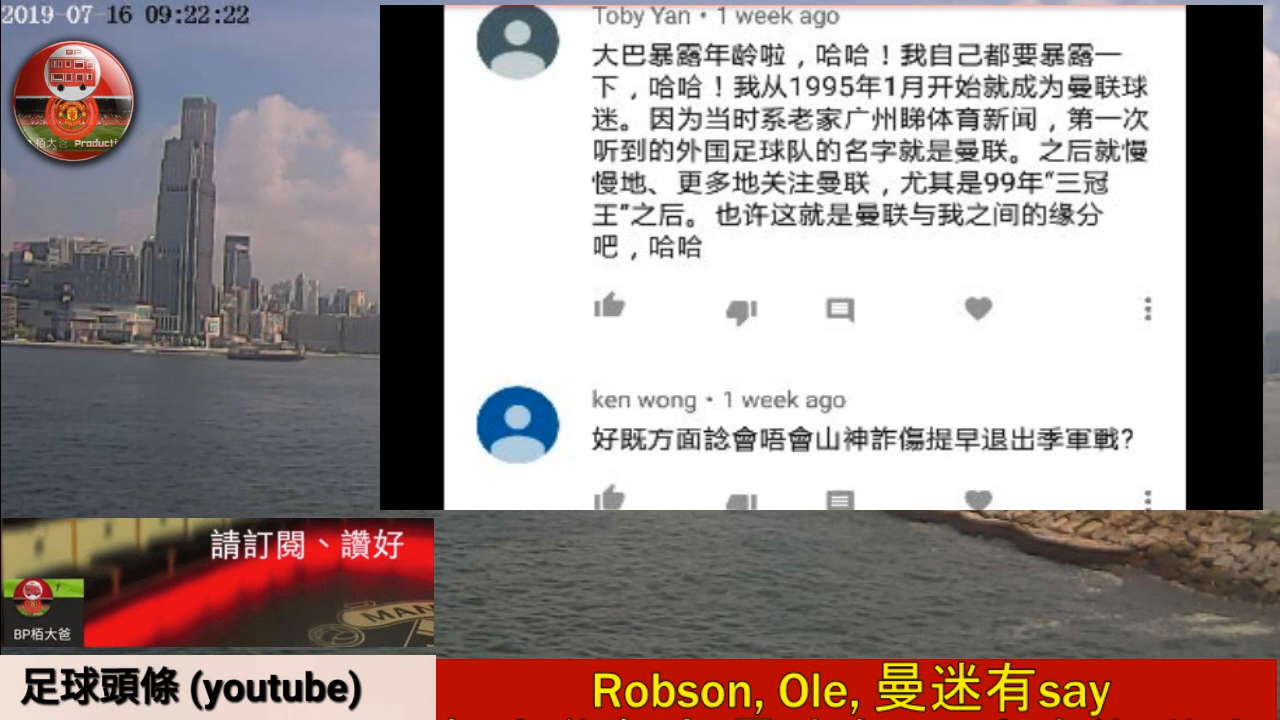 2019-07-16 09:22:22
BP
栢大爸 Producti
Toby Yan • 1 week ago
大巴暴露年龄啦，哈哈！我自己都要暴露一
下，哈哈！我从1995年1月开始就成为曼联球
迷。因为当时系老家广州睇体育新闻，第一次
听到的外国足球队的名字就是曼联。之后就慢
慢地、更多地关注曼联，尤其是99年“三冠
王”之后。也许这就是曼联与我之间的缘分
吧，哈哈
ken wong • 1 week ago
好既方面諗會唔會山神詐傷提早退出季軍戰?
請訂閱、讚好
MAN
BP栢大爸
足球頭條 (youtube)
Robson, Ole, 曼迷有say